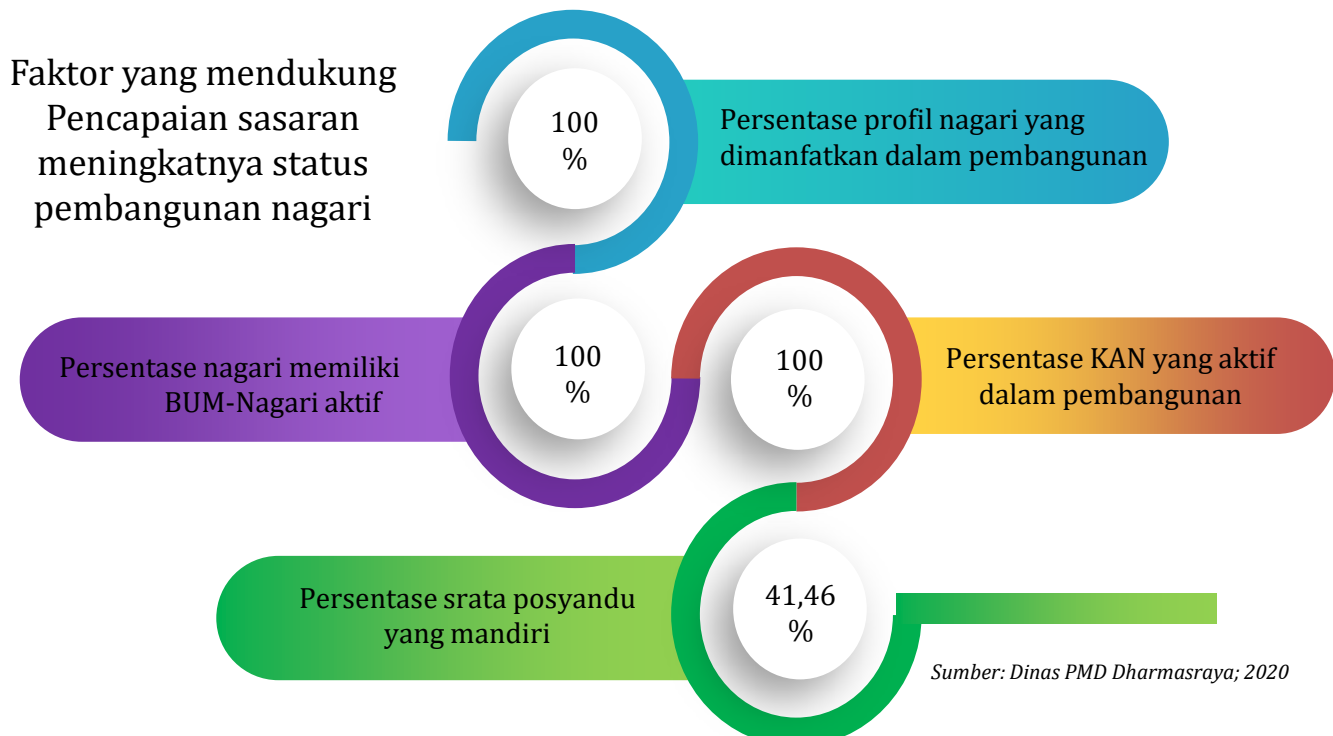 Faktor yang mendukung
Pencapaian sasaran
meningkatnya status
pembangunan nagari
100
%
Persentase profil nagari yang
dimanfatkan dalam pembangunan
Persentase nagari memiliki
BUM-Nagari aktif
100
%
100
%
Persentase KAN yang aktif
dalam pembangunan
Persentase srata posyandu
yang mandiri
41,46
%
Sumber: Dinas PMD Dharmasraya; 2020